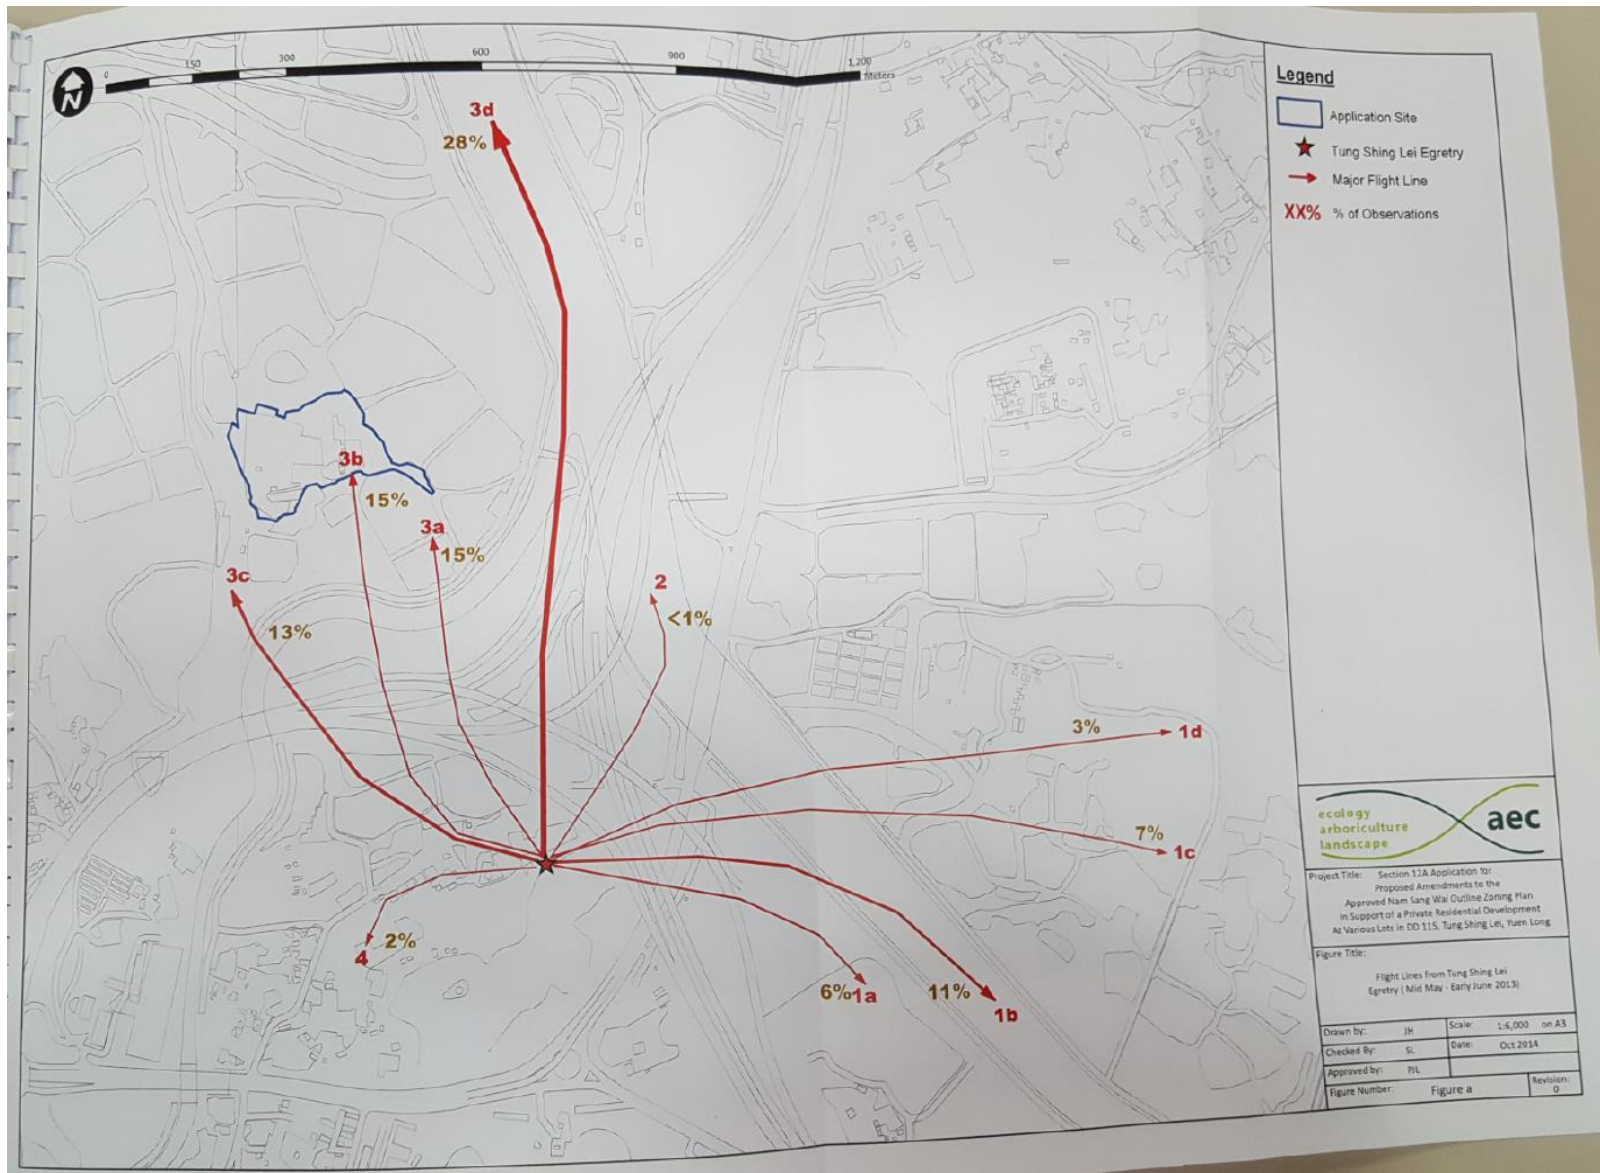 N
0
150
300
600
900
1,200
Meters
3d
28%
3b
15%
3a
15%
3c
13%
2
<1%
3%
1d
7%
1c
2%
4
6%
1a
11%
1b
Legend
Application Site
Tung Shing Lei Egretry
Major Flight Line
XX% % of Observations
ecology
arboriculture
landscape
aec
Project Title: Section 12A Application for
Proposed Amendments to the
Approved Nam Sang Wai Outline Zoning Plan
in Support of a Private Residential Development
At Various Lots in DD 115, Tung Shing Lei, Yuen Long
Figure Title:
Flight Lines from Tung Shing Lei
Egretry ( Mid May - Early June 2013)
Drawn by: JH Scale: 1:6,000 on A3
Checked By: SL Date: Oct 2014
Approved by: PJL
Figure Number: Figure a Revision:
0